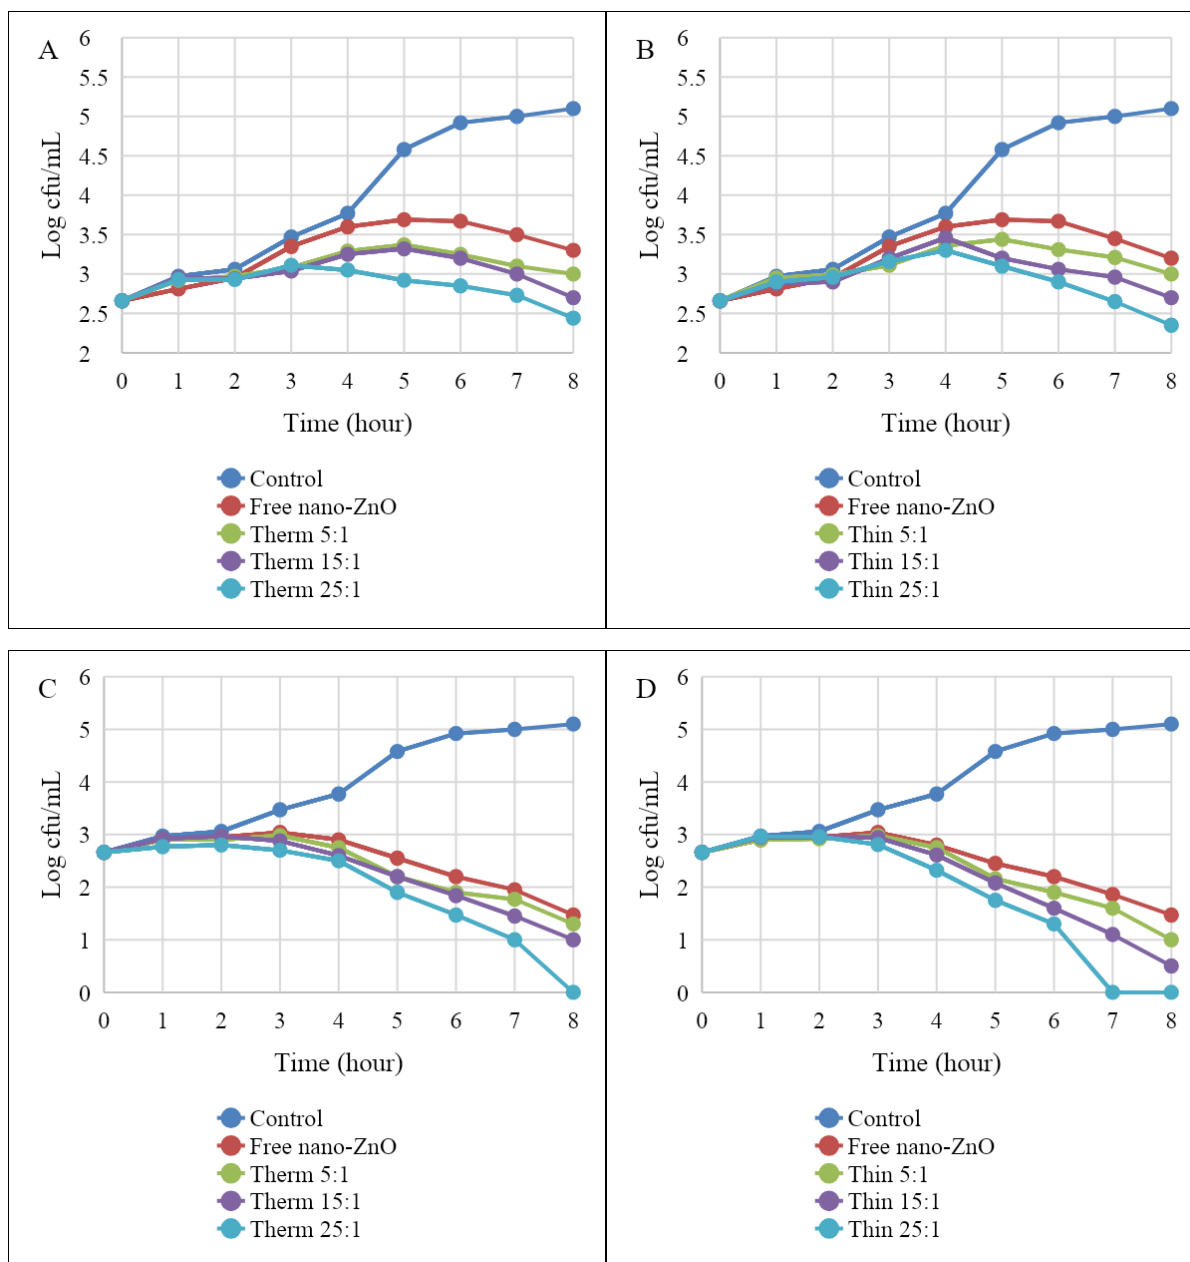 A
6
5.5
5
4.5
4
3.5
3
2.5
2
Log cfu/mL
0 1 2 3 4 5 6 7 8
Time (hour)
Control
Free nano-ZnO
Therm 5:1
Therm 15:1
Therm 25:1
B
6
5.5
5
4.5
4
3.5
3
2.5
2
Log cfu/mL
0 1 2 3 4 5 6 7 8
Time (hour)
Control
Free nano-ZnO
Thin 5:1
Thin 15:1
Thin 25:1
C
6
5
4
3
2
1
0
Log cfu/mL
0 1 2 3 4 5 6 7 8
Time (hour)
Control
Free nano-ZnO
Therm 5:1
Therm 15:1
Therm 25:1
D
6
5
4
3
2
1
0
Log cfu/mL
0 1 2 3 4 5 6 7 8
Time (hour)
Control
Free nano-ZnO
Thin 5:1
Thin 15:1
Thin 25:1